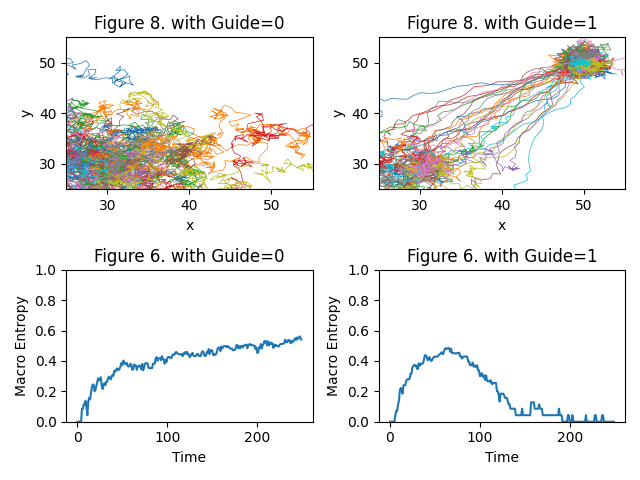 Figure 8. with Guide=0
y
50
40
30
30
40
50
x
Figure 8. with Guide=1
y
50
40
30
30
40
50
x
Figure 6. with Guide=0
Macro Entropy
1.0
0.8
0.6
0.4
0.2
0.0
0
100
200
Time
Figure 6. with Guide=1
Macro Entropy
1.0
0.8
0.6
0.4
0.2
0.0
0
100
200
Time